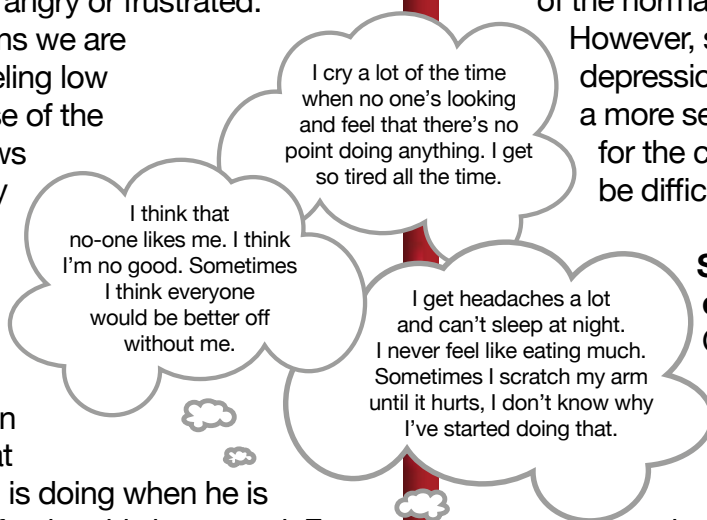 angry or frustrated.
ns we are
eling low
se of the
ws
I cry a lot of the time
when no one's looking
and feel that there's no
point doing anything. I get
so tired all the time.
I think that
no-one likes me. I think
I'm no good. Sometimes
I think everyone
would be better off
without me.
I get headaches a lot
and can't sleep at night.
I never feel like eating much.
Sometimes I scratch my arm
until it hurts, I don't know why
I've started doing that.
n
at
is doing when he is
of the norma
However, s
depressio
a more se
for the c
be diffic
S